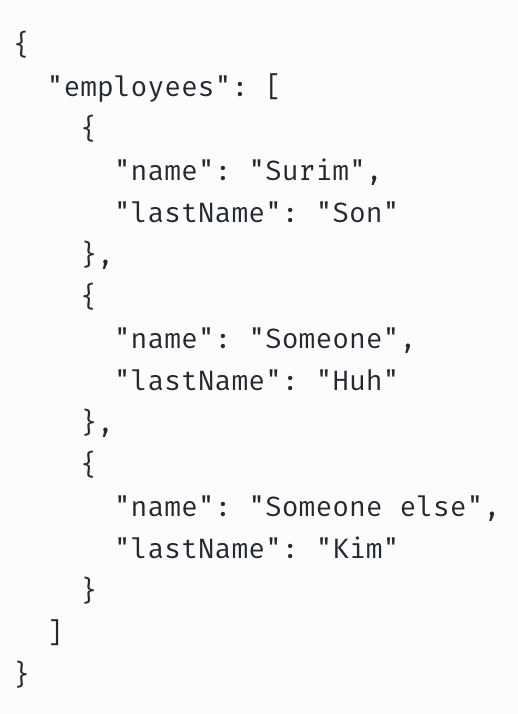 {
  "employees": [
    {
      "name": "Surim",
      "lastName": "Son"
    },
    {
      "name": "Someone",
      "lastName": "Huh"
    },
    {
      "name": "Someone else",
      "lastName": "Kim"
    }
  ]
}